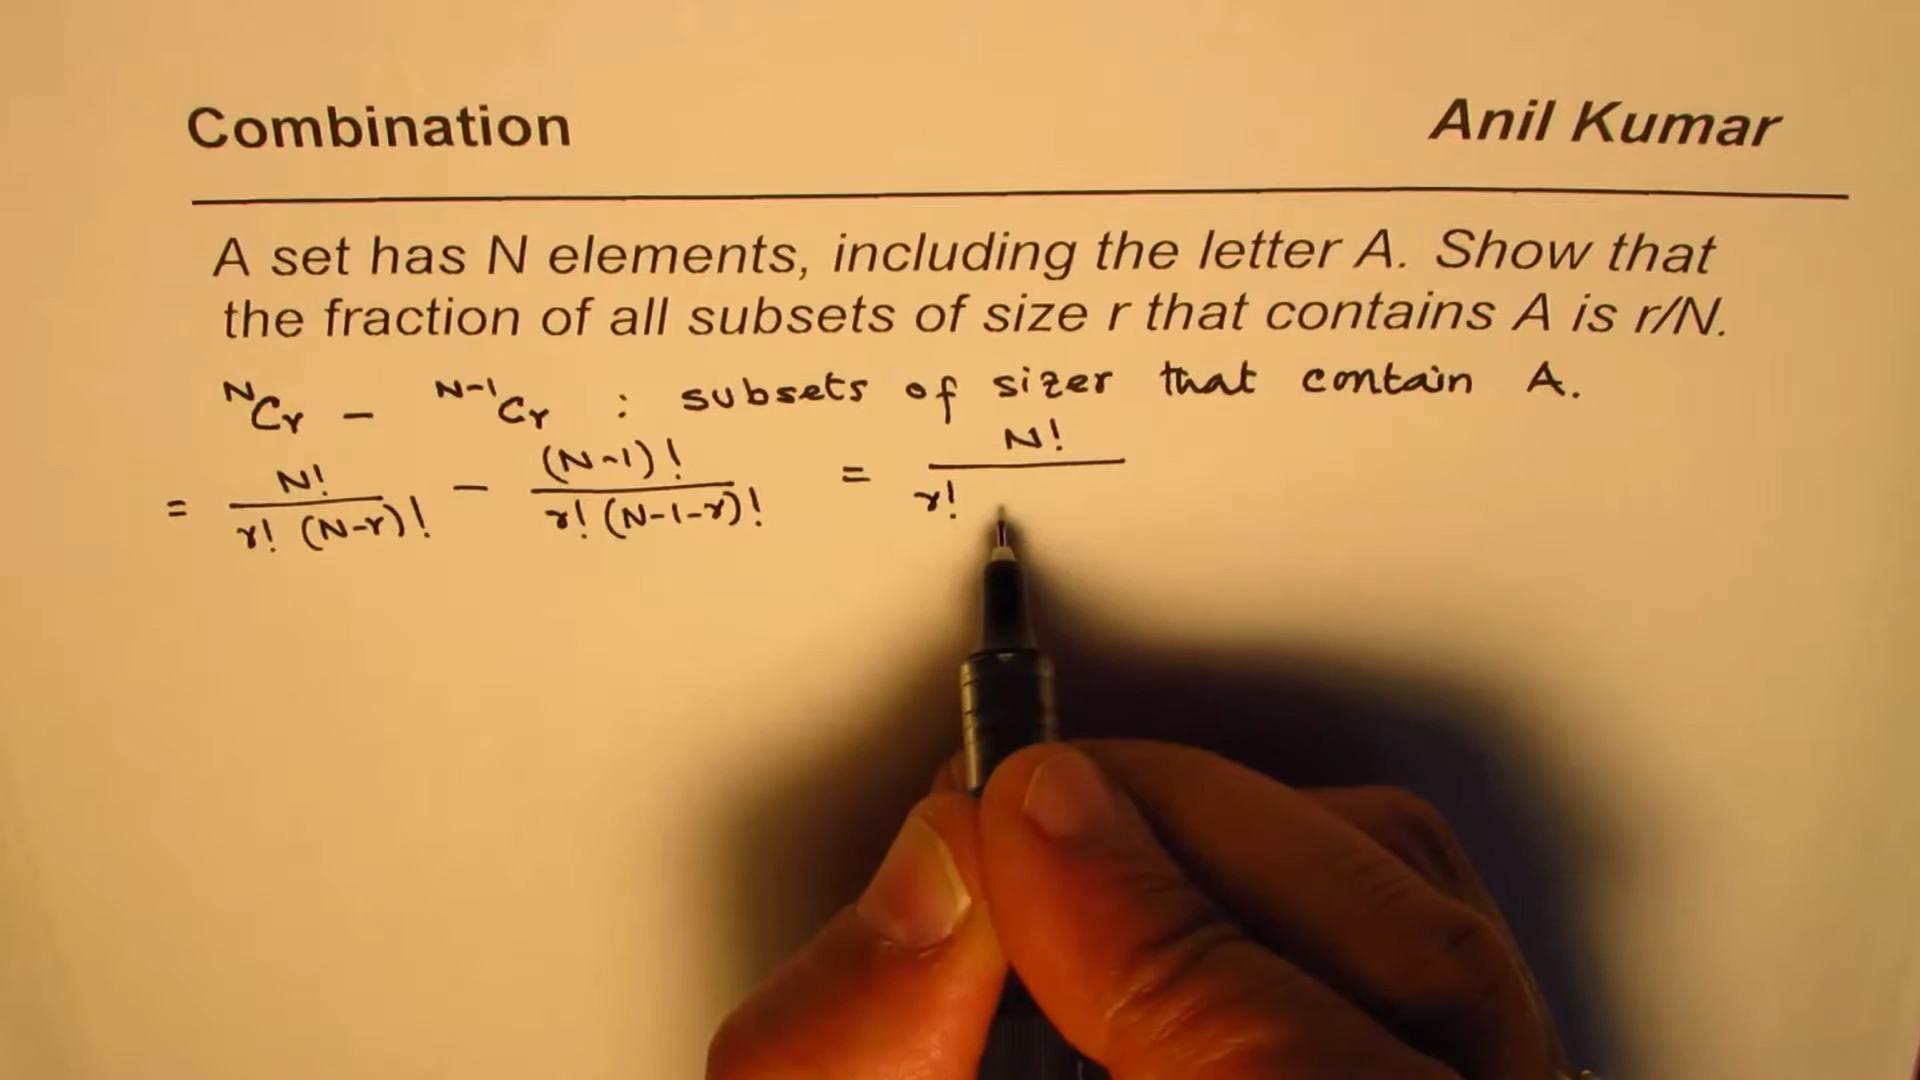 Combination
Anil Kumar
A set has N elements, including the letter A. Show that
the fraction of all subsets of size r that contains A is r/N.
ᴺCr − ᴺ⁻¹Cr : subsets of sizer that contain A.
= N! / r! (N-r)! − (N-1)! / r! (N-1-r)! = N! / r!